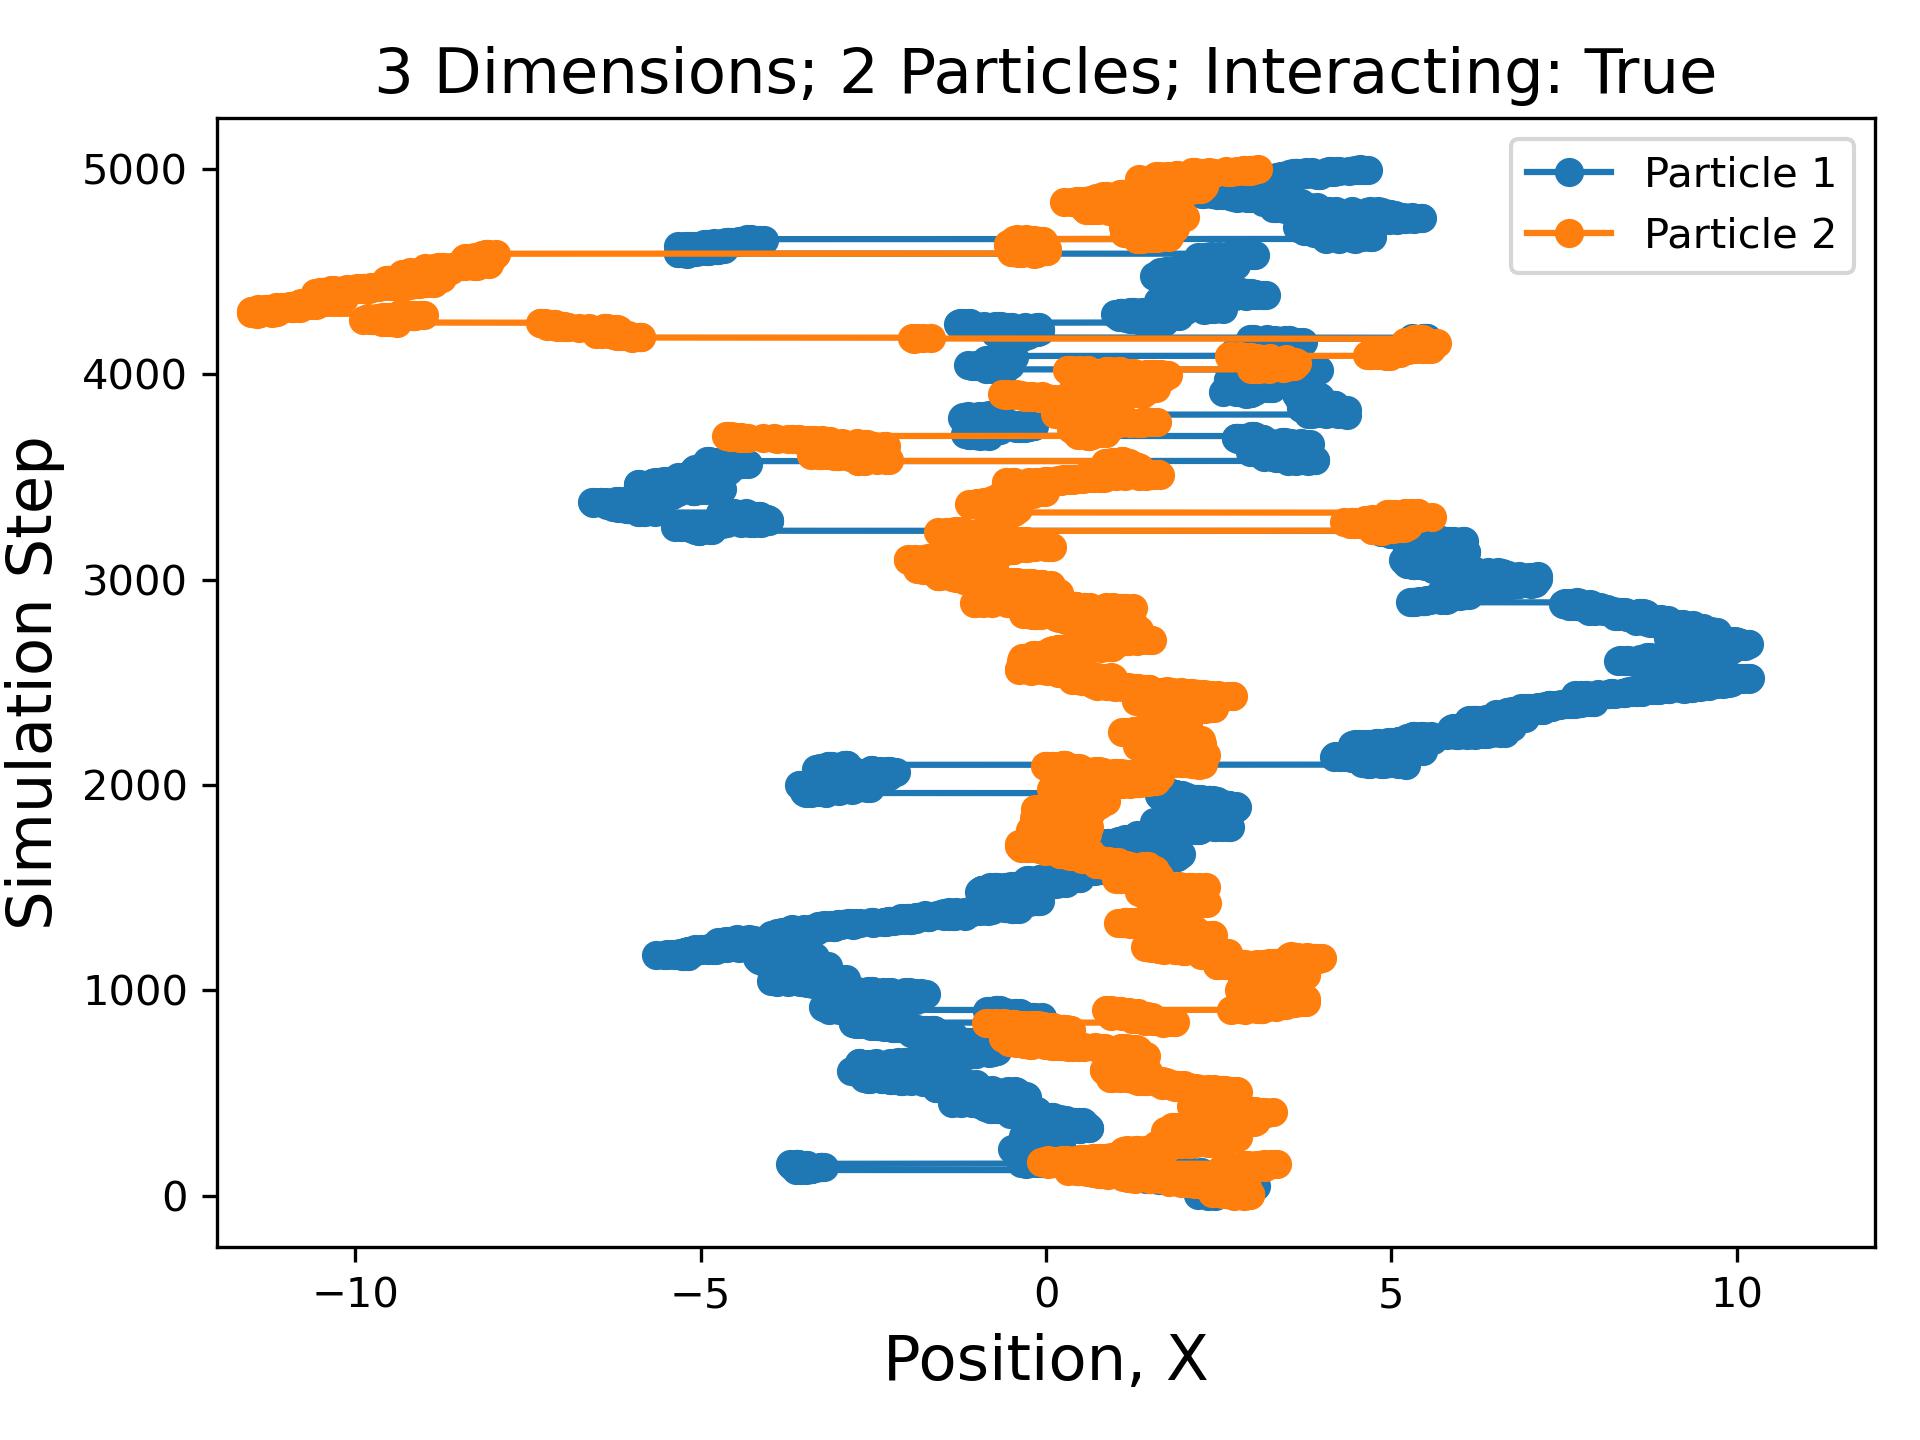 3 Dimensions; 2 Particles; Interacting: True
Particle 1
Particle 2
5000
4000
3000
2000
1000
0
Simulation Step
−10
−5
0
5
10
Position, X